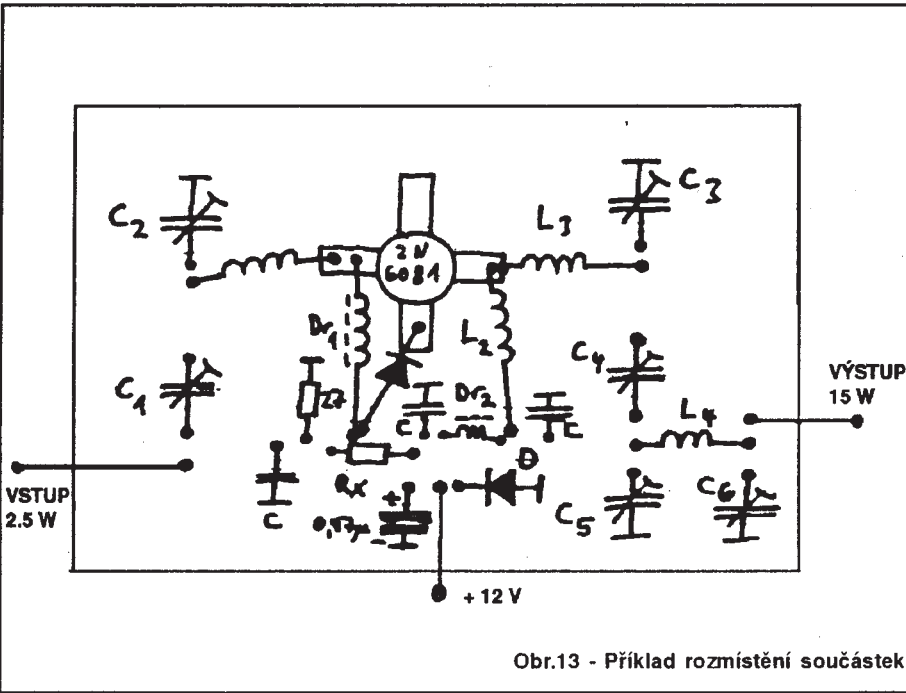 C2
C3
L3
2N
6081
Dr1
L2
C1
27
C
Dr2
C
C4
VÝSTUP
15 W
L4
VSTUP
2.5 W
C
Rx
+
-
D
C5
C6
+ 12 V
Obr.13 - Příklad rozmístění součástek